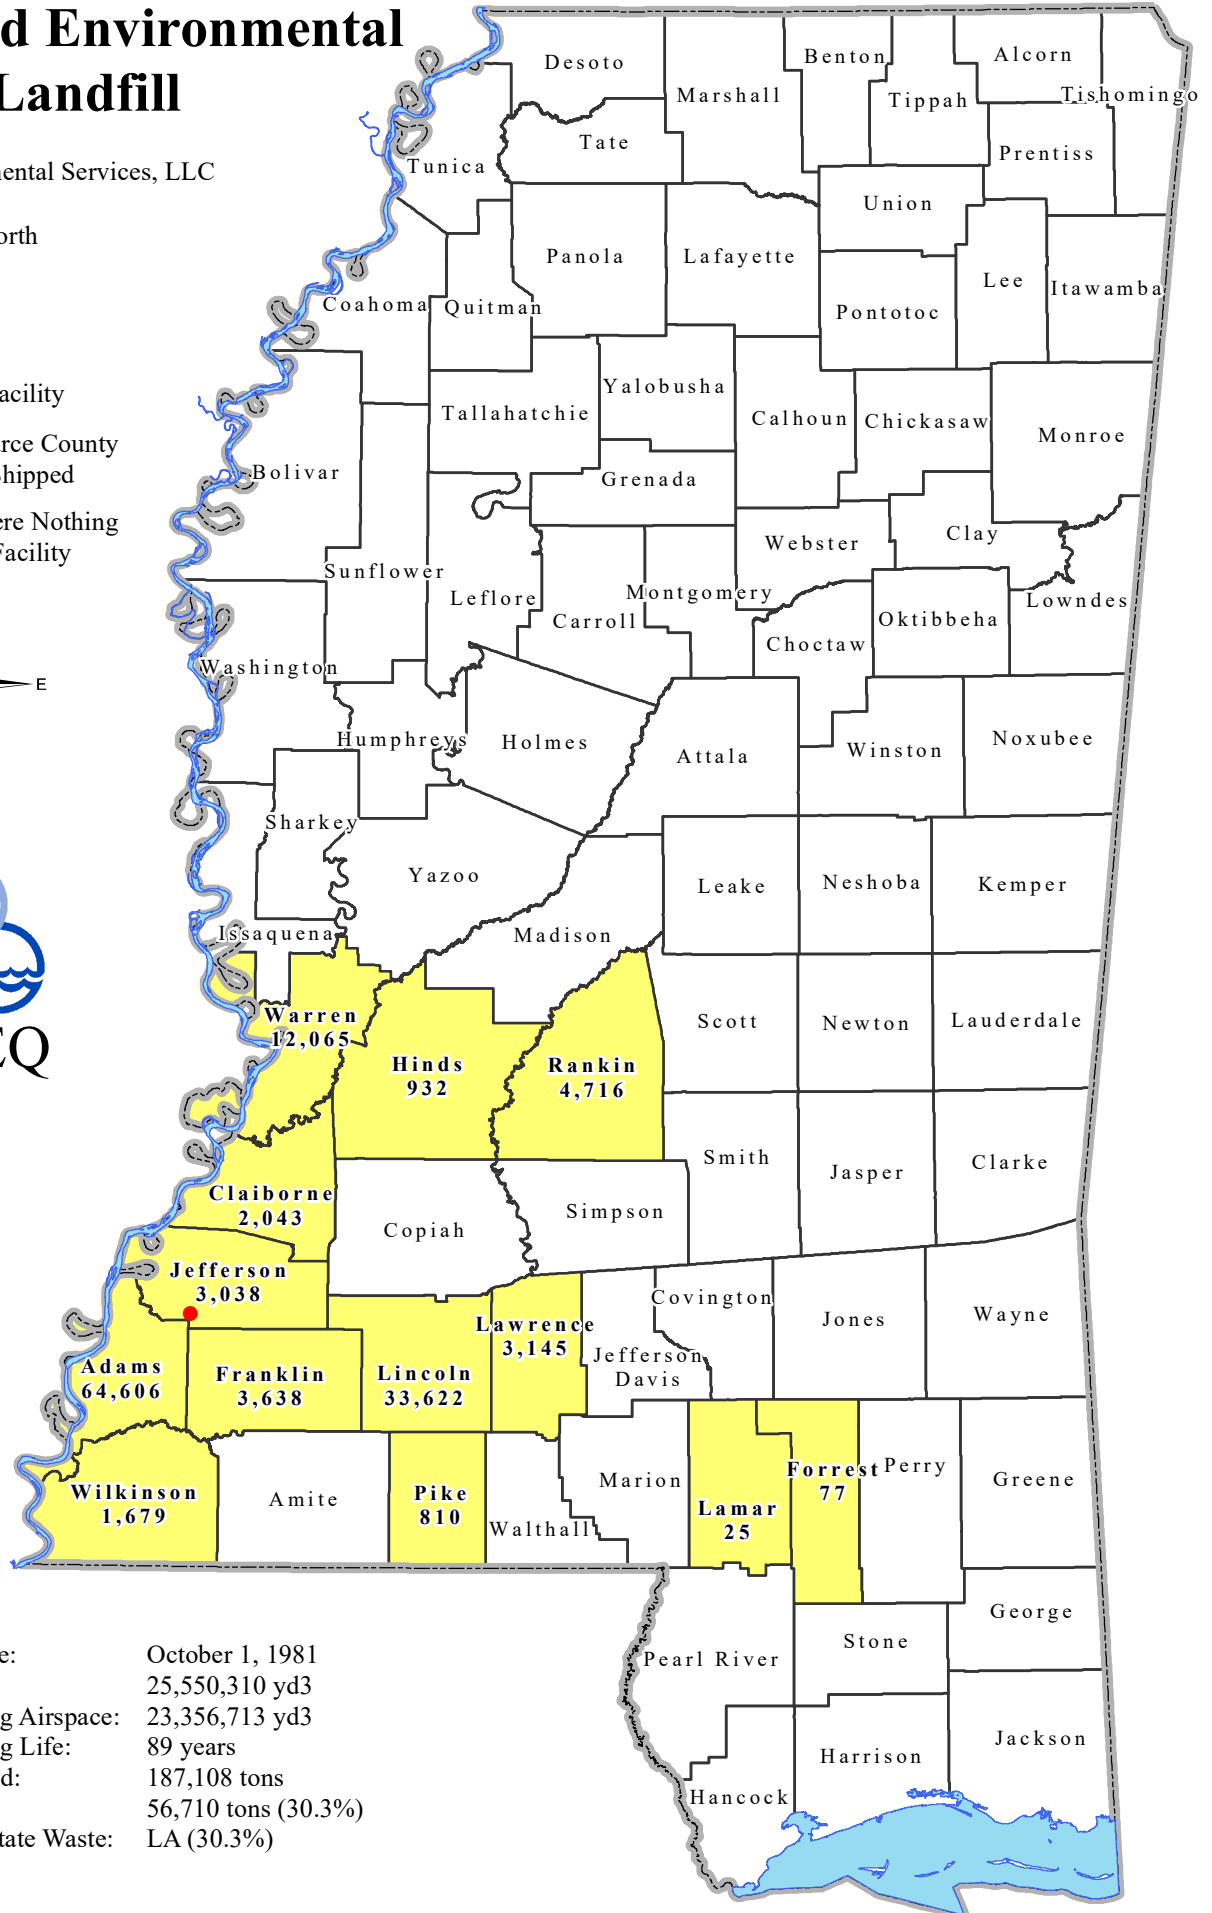 d Environmental
Landfill
ental Services, LLC
orth
acility
rce County
Shipped
ere Nothing
Facility
E
EQ
Desoto
Marshall
Benton
Tippah
Alcorn
Tishomingo
Tunica
Tate
Prentiss
Union
Panola
Lafayette
Lee
Itawamba
Coahoma
Quitman
Pontotoc
Yalobusha
Tallahatchie
Calhoun
Chickasaw
Monroe
Bolivar
Grenada
Webster
Clay
Sunflower
Leflore
Montgomery
Carroll
Lowndes
Oktibbeha
Choctaw
Washington
Humphreys
Holmes
Attala
Winston
Noxubee
Sharkey
Yazoo
Leake
Neshoba
Kemper
Issaquena
Madison
Warren
12,065
Hinds
932
Rankin
4,716
Scott
Newton
Lauderdale
Smith
Jasper
Clarke
Claiborne
2,043
Copiah
Simpson
Jefferson
3,038
Lawrence
3,145
Covington
Jones
Wayne
Jefferson
Davis
Adams
64,606
Franklin
3,638
Lincoln
33,622
Wilkinson
1,679
Amite
Pike
810
Walthall
Marion
Lamar
25
Forrest
77
Perry
Greene
George
Stone
Pearl River
Jackson
Harrison
Hancock
e: October 1, 1981
25,550,310 yd3
g Airspace: 23,356,713 yd3
g Life: 89 years
d: 187,108 tons
56,710 tons (30.3%)
tate Waste: LA (30.3%)